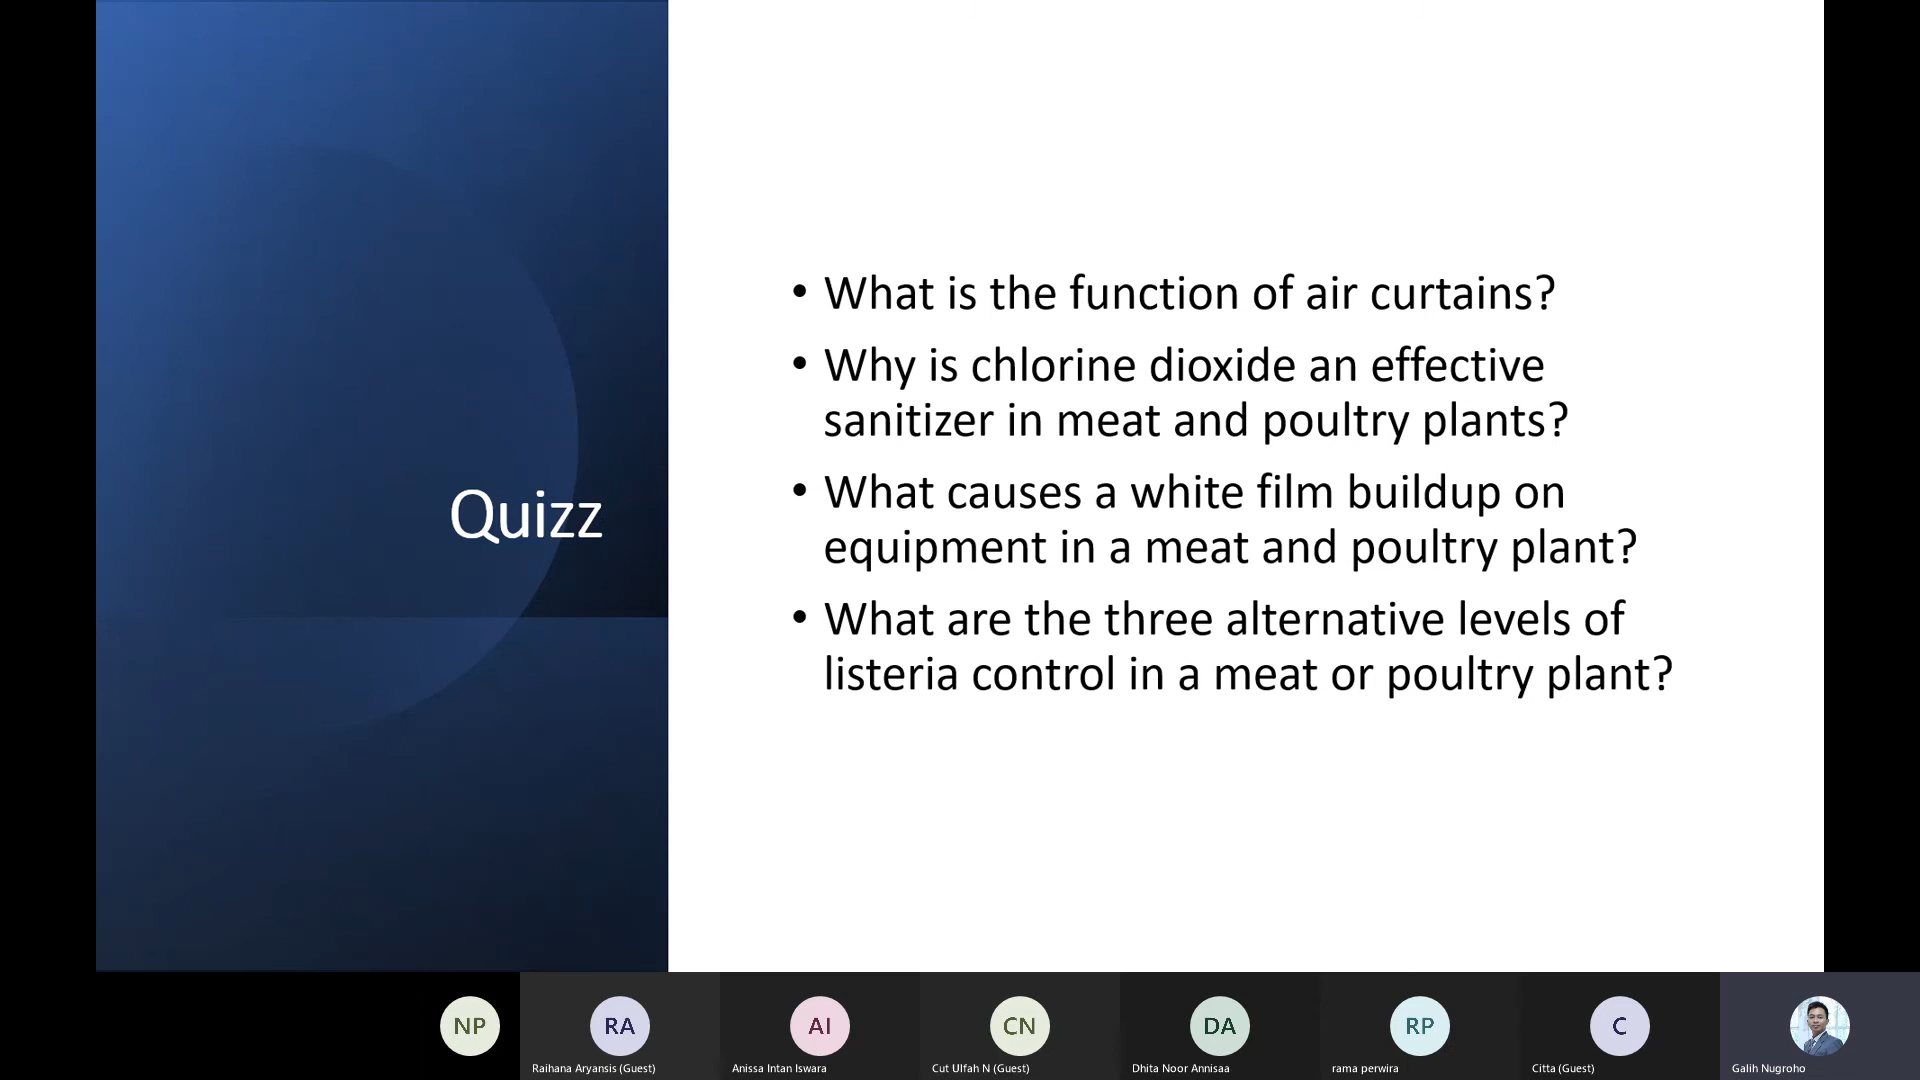 Quizz
• What is the function of air curtains?
• Why is chlorine dioxide an effective
sanitizer in meat and poultry plants?
• What causes a white film buildup on
equipment in a meat and poultry plant?
• What are the three alternative levels of
listeria control in a meat or poultry plant?
NP
RA
AI
CN
DA
RP
C
Raihana Aryansis (Guest)
Anissa Intan Iswara
Cut Ulfah N (Guest)
Dhita Noor Annisaa
rama perwira
Citta (Guest)
Galih Nugroho